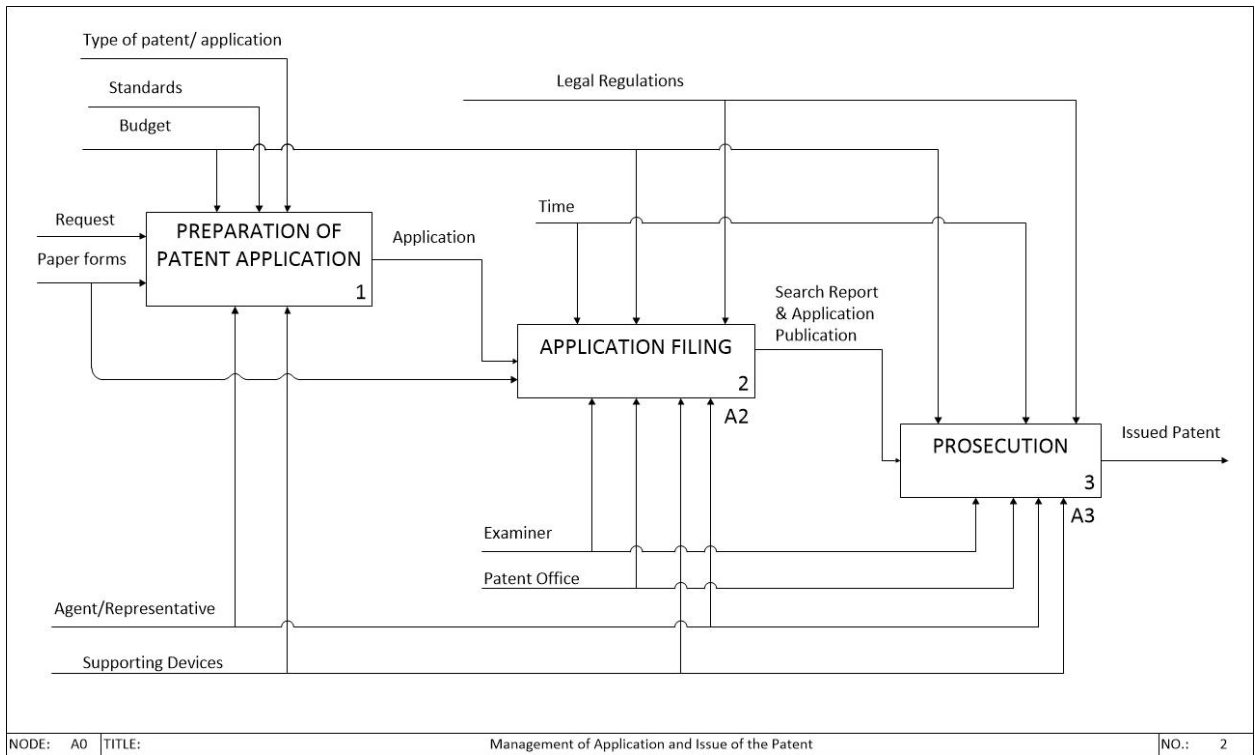 Type of patent/ application
Standards
Budget
Legal Regulations
Time
Request
Paper forms
PREPARATION OF
PATENT APPLICATION
1
Application
APPLICATION FILING
2
A2
Search Report
& Application
Publication
PROSECUTION
3
A3
Issued Patent
Examiner
Patent Office
Agent/Representative
Supporting Devices
NODE: A0 TITLE: Management of Application and Issue of the Patent NO.: 2